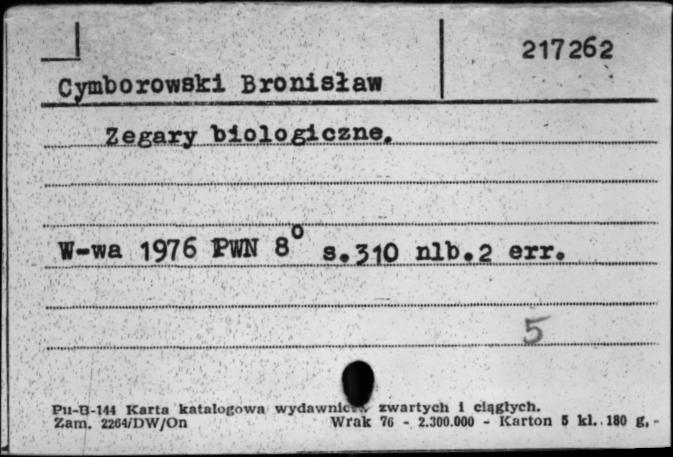 217262
Cymborowski Bronisław
Zegary biologiczne.
W-wa 1976 PWN 8° s.310 nlb.2 err.
5
Pu-B-144 Karta katalogowa wydawnictw zwartych i ciągłych.
Zam. 2264/DW/On Wrak 76 - 2.300.000 - Karton 5 kl. 180 g.-